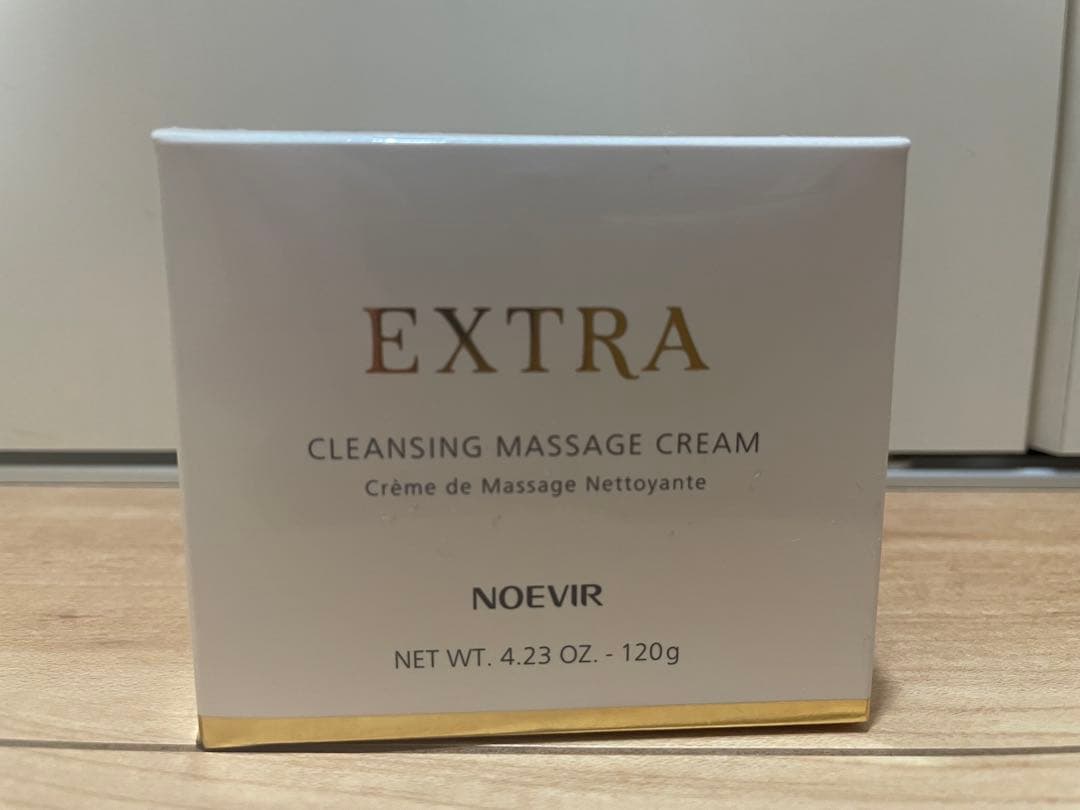 EXTRA
CLEANSING MASSAGE CREAM
Crème de Massage Nettoyante
NOEVIR
NET WT. 4.23 OZ. - 120g